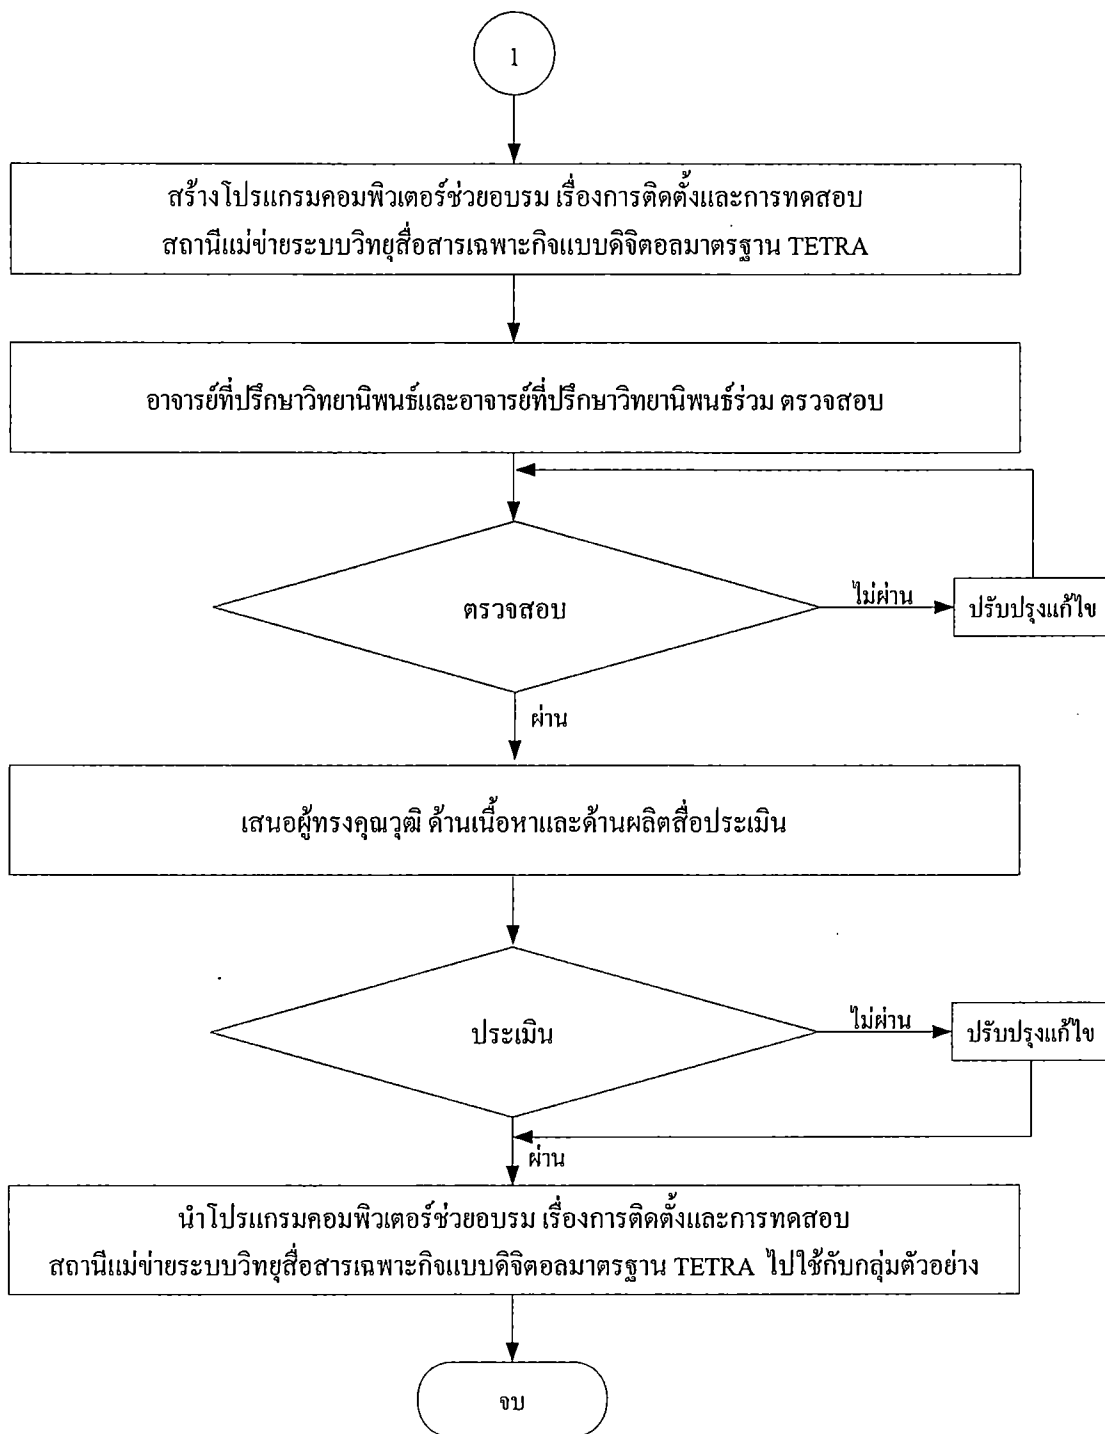 1
สร้างโปรแกรมคอมพิวเตอร์ช่วยอบรม เรื่องการติดตั้งและการทดสอบ
สถานีแม่ข่ายระบบวิทยุสื่อสารเฉพาะกิจแบบดิจิตอลมาตรฐาน TETRA
อาจารย์ที่ปรึกษาวิทยานิพนธ์และอาจารย์ที่ปรึกษาวิทยานิพนธ์ร่วม ตรวจสอบ
ตรวจสอบ
ไม่ผ่าน
ปรับปรุงแก้ไข
ผ่าน
เสนอผู้ทรงคุณวุฒิ ด้านเนื้อหาและด้านผลิตสื่อประเมิน
ประเมิน
ไม่ผ่าน
ปรับปรุงแก้ไข
ผ่าน
นำโปรแกรมคอมพิวเตอร์ช่วยอบรม เรื่องการติดตั้งและการทดสอบ
สถานีแม่ข่ายระบบวิทยุสื่อสารเฉพาะกิจแบบดิจิตอลมาตรฐาน TETRA ไปใช้กับกลุ่มตัวอย่าง
จบ